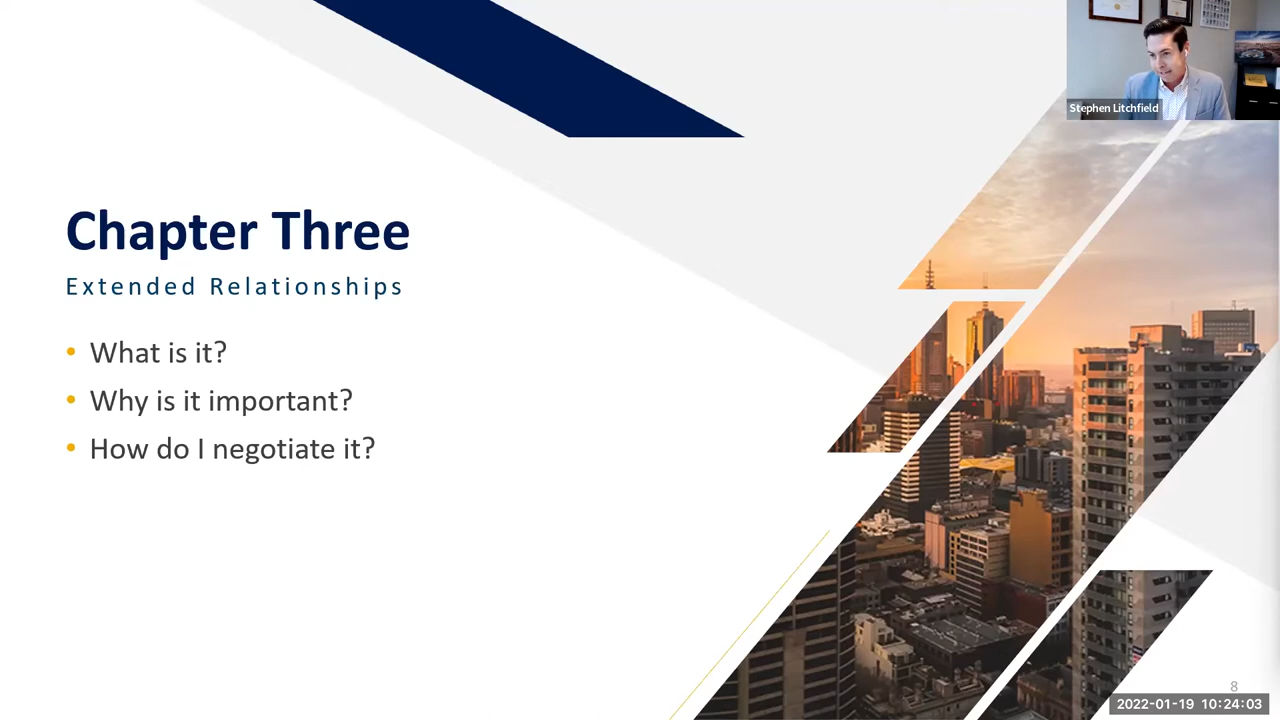 Stephen Litchfield
Chapter Three
Extended Relationships
• What is it?
• Why is it important?
• How do I negotiate it?
8
2022-01-19 10:24:03